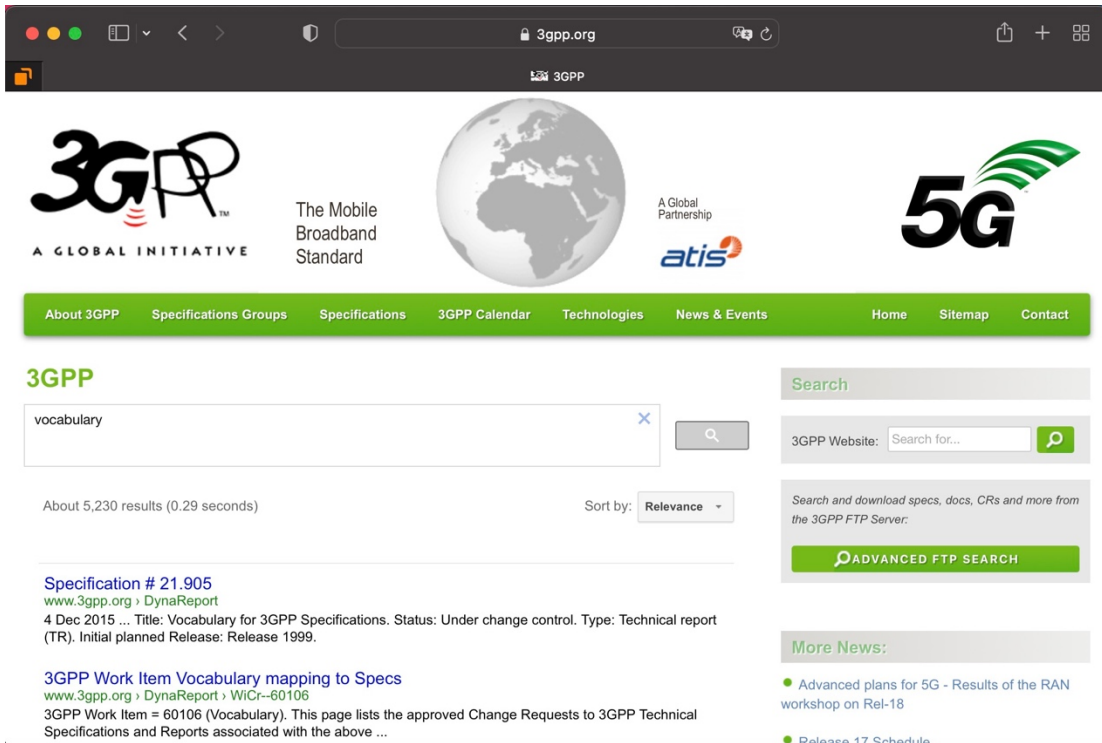 3gpp.org
3GPP
3GPP
TM
A GLOBAL INITIATIVE
The Mobile
Broadband
Standard
A Global
Partnership
atis
5G
About 3GPP
Specifications Groups
Specifications
3GPP Calendar
Technologies
News & Events
Home
Sitemap
Contact
3GPP
vocabulary
About 5,230 results (0.29 seconds)
Sort by: Relevance
Specification # 21.905
www.3gpp.org › DynaReport
4 Dec 2015 ... Title: Vocabulary for 3GPP Specifications. Status: Under change control. Type: Technical report
(TR). Initial planned Release: Release 1999.
3GPP Work Item Vocabulary mapping to Specs
www.3gpp.org › DynaReport › WiCr--60106
3GPP Work Item = 60106 (Vocabulary). This page lists the approved Change Requests to 3GPP Technical
Specifications and Reports associated with the above ...
Search
3GPP Website: Search for...
Search and download specs, docs, CRs and more from
the 3GPP FTP Server:
ADVANCED FTP SEARCH
More News:
Advanced plans for 5G - Results of the RAN
workshop on Rel-18
Release 17 Schedule